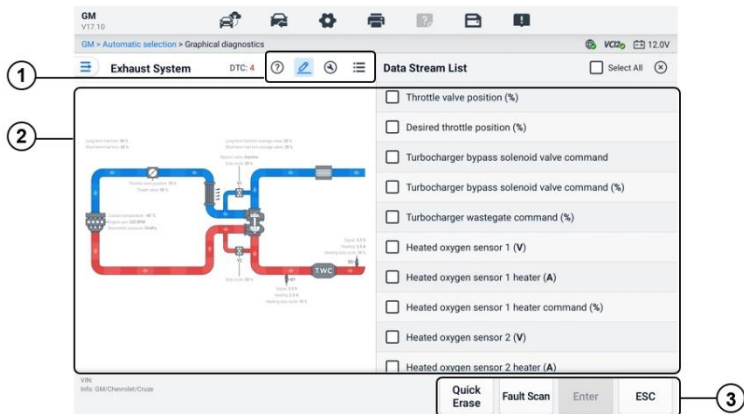 GM
V17.10
GM > Automatic selection > Graphical diagnostics
VCI2
12.0V
1
Exhaust System
DTC: 4
Data Stream List
Select All
2
Throttle valve position (%)
Desired throttle position (%)
Turbocharger bypass solenoid valve command
Turbocharger bypass solenoid valve command (%)
Turbocharger wastegate command (%)
Heated oxygen sensor 1 (V)
Heated oxygen sensor 1 heater (A)
Heated oxygen sensor 1 heater command (%)
Heated oxygen sensor 2 (V)
Heated oxygen sensor 2 heater (A)
TWC
VIN:
Info: GM/Chevrolet/Cruze
Quick
Erase
Fault Scan
Enter
ESC
3